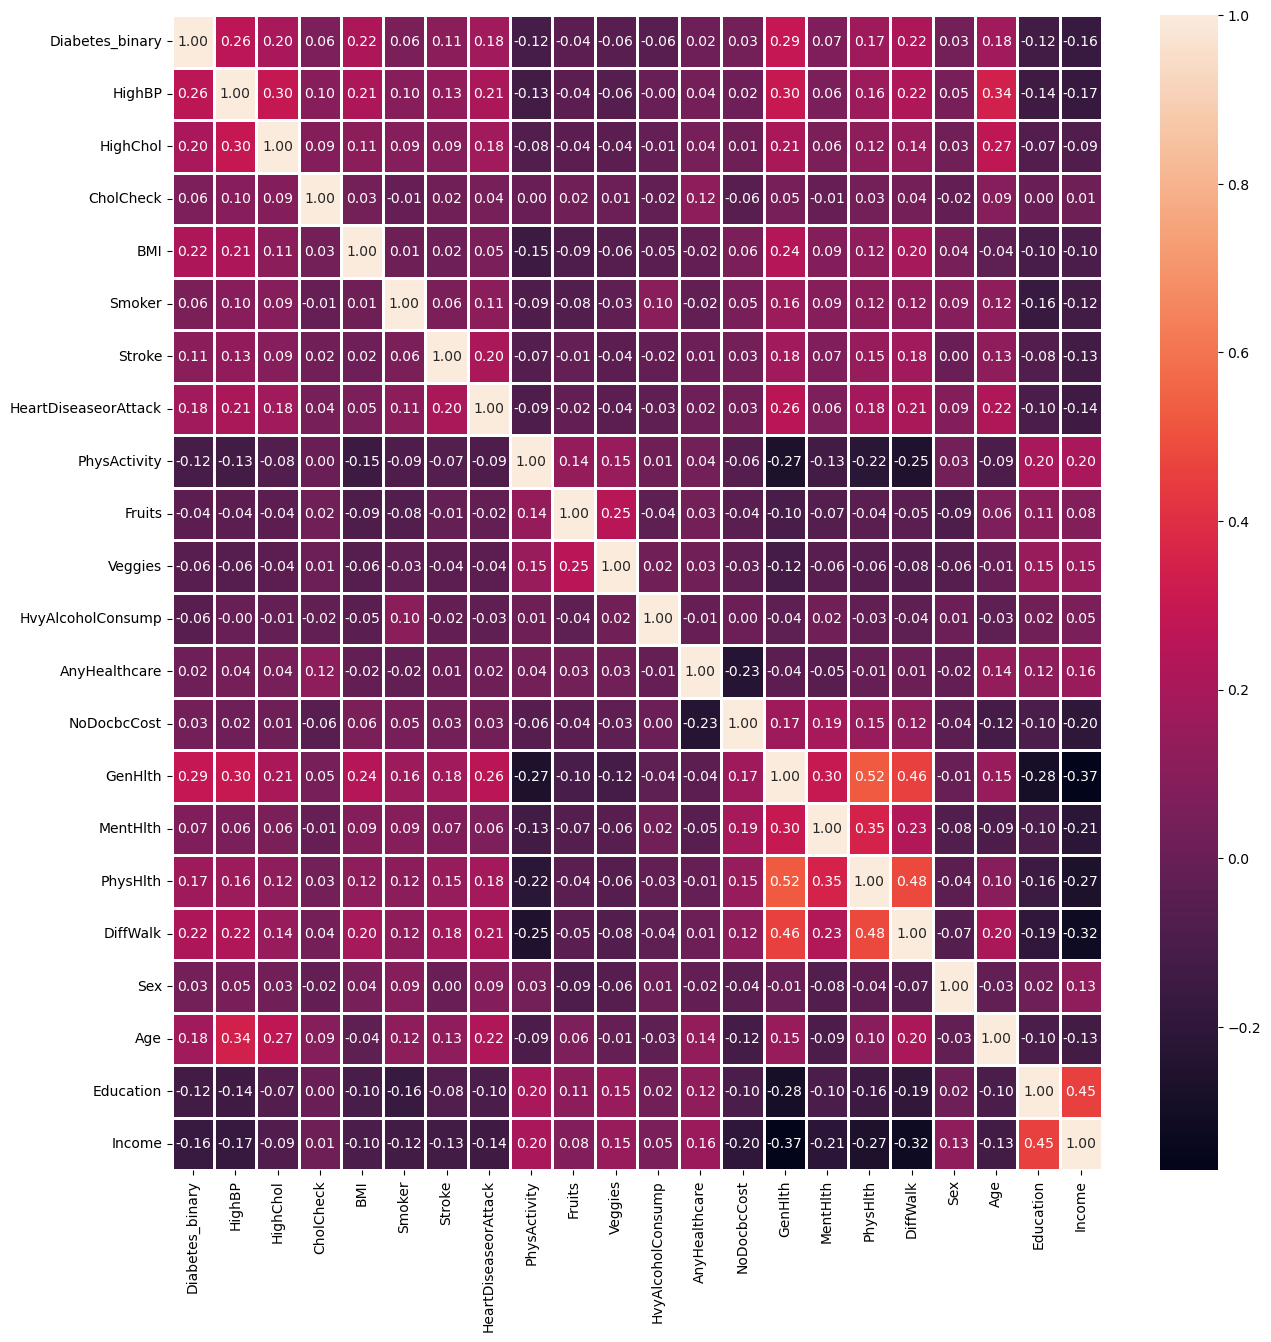 Diabetes_binary 1.00 0.26 0.20 0.06 0.22 0.06 0.11 0.18 -0.12 -0.04 -0.06 -0.06 0.02 0.03 0.29 0.07 0.17 0.22 0.03 0.18 -0.12 -0.16
HighBP 0.26 1.00 0.30 0.10 0.21 0.10 0.13 0.21 -0.13 -0.04 -0.06 -0.00 0.04 0.02 0.30 0.06 0.16 0.22 0.05 0.34 -0.14 -0.17
HighChol 0.20 0.30 1.00 0.09 0.11 0.09 0.09 0.18 -0.08 -0.04 -0.04 -0.01 0.04 0.01 0.21 0.06 0.12 0.14 0.03 0.27 -0.07 -0.09
CholCheck 0.06 0.10 0.09 1.00 0.03 -0.01 0.02 0.04 0.00 0.02 0.01 -0.02 0.12 -0.06 0.05 -0.01 0.03 0.04 -0.02 0.09 0.00 0.01
BMI 0.22 0.21 0.11 0.03 1.00 0.01 0.02 0.05 -0.15 -0.09 -0.06 -0.05 -0.02 0.06 0.24 0.09 0.12 0.20 0.04 -0.04 -0.10 -0.10
Smoker 0.06 0.10 0.09 -0.01 0.01 1.00 0.06 0.11 -0.09 -0.08 -0.03 0.10 -0.02 0.05 0.16 0.09 0.12 0.12 0.09 0.12 -0.16 -0.12
Stroke 0.11 0.13 0.09 0.02 0.02 0.06 1.00 0.20 -0.07 -0.01 -0.04 -0.02 0.01 0.03 0.18 0.07 0.15 0.18 0.00 0.13 -0.08 -0.13
HeartDiseaseorAttack 0.18 0.21 0.18 0.04 0.05 0.11 0.20 1.00 -0.09 -0.02 -0.04 -0.03 0.02 0.03 0.26 0.06 0.18 0.21 0.09 0.22 -0.10 -0.14
PhysActivity -0.12 -0.13 -0.08 0.00 -0.15 -0.09 -0.07 -0.09 1.00 0.14 0.15 0.01 0.04 -0.06 -0.27 -0.13 -0.22 -0.25 0.03 -0.09 0.20 0.20
Fruits -0.04 -0.04 -0.04 0.02 -0.09 -0.08 -0.01 -0.02 0.14 1.00 0.25 -0.04 0.03 -0.04 -0.10 -0.07 -0.04 -0.05 -0.09 0.06 0.11 0.08
Veggies -0.06 -0.06 -0.04 0.01 -0.06 -0.03 -0.04 -0.04 0.15 0.25 1.00 0.02 0.03 -0.03 -0.12 -0.06 -0.06 -0.08 -0.06 -0.01 0.15 0.15
HvyAlcoholConsump -0.06 -0.00 -0.01 -0.02 -0.05 0.10 -0.02 -0.03 0.01 -0.04 0.02 1.00 -0.01 0.00 -0.04 0.02 -0.03 -0.04 0.01 -0.03 0.02 0.05
AnyHealthcare 0.02 0.04 0.04 0.12 -0.02 -0.02 0.01 0.02 0.04 0.03 0.03 -0.01 1.00 -0.23 -0.04 -0.05 -0.01 0.01 -0.02 0.14 0.12 0.16
NoDocbcCost 0.03 0.02 0.01 -0.06 0.06 0.05 0.03 0.03 -0.06 -0.04 -0.03 0.00 -0.23 1.00 0.17 0.19 0.15 0.12 -0.04 -0.12 -0.10 -0.20
GenHlth 0.29 0.30 0.21 0.05 0.24 0.16 0.18 0.26 -0.27 -0.10 -0.12 -0.04 -0.04 0.17 1.00 0.30 0.52 0.46 -0.01 0.15 -0.28 -0.37
MentHlth 0.07 0.06 0.06 -0.01 0.09 0.09 0.07 0.06 -0.13 -0.07 -0.06 0.02 -0.05 0.19 0.30 1.00 0.35 0.23 -0.08 -0.09 -0.10 -0.21
PhysHlth 0.17 0.16 0.12 0.03 0.12 0.12 0.15 0.18 -0.22 -0.04 -0.06 -0.03 -0.01 0.15 0.52 0.35 1.00 0.48 -0.04 0.10 -0.16 -0.27
DiffWalk 0.22 0.22 0.14 0.04 0.20 0.12 0.18 0.21 -0.25 -0.05 -0.08 -0.04 0.01 0.12 0.46 0.23 0.48 1.00 -0.07 0.20 -0.19 -0.32
Sex 0.03 0.05 0.03 -0.02 0.04 0.09 0.00 0.09 0.03 -0.09 -0.06 0.01 -0.02 -0.04 -0.01 -0.08 -0.04 -0.07 1.00 -0.03 0.02 0.13
Age 0.18 0.34 0.27 0.09 -0.04 0.12 0.13 0.22 -0.09 0.06 -0.01 -0.03 0.14 -0.12 0.15 -0.09 0.10 0.20 -0.03 1.00 -0.10 -0.13
Education -0.12 -0.14 -0.07 0.00 -0.10 -0.16 -0.08 -0.10 0.20 0.11 0.15 0.02 0.12 -0.10 -0.28 -0.10 -0.16 -0.19 0.02 -0.10 1.00 0.45
Income -0.16 -0.17 -0.09 0.01 -0.10 -0.12 -0.13 -0.14 0.20 0.08 0.15 0.05 0.16 -0.20 -0.37 -0.21 -0.27 -0.32 0.13 -0.13 0.45 1.00
Diabetes_binary
HighBP
HighChol
CholCheck
BMI
Smoker
Stroke
HeartDiseaseorAttack
PhysActivity
Fruits
Veggies
HvyAlcoholConsump
AnyHealthcare
NoDocbcCost
GenHlth
MentHlth
PhysHlth
DiffWalk
Sex
Age
Education
Income
1.0
0.8
0.6
0.4
0.2
0.0
−0.2